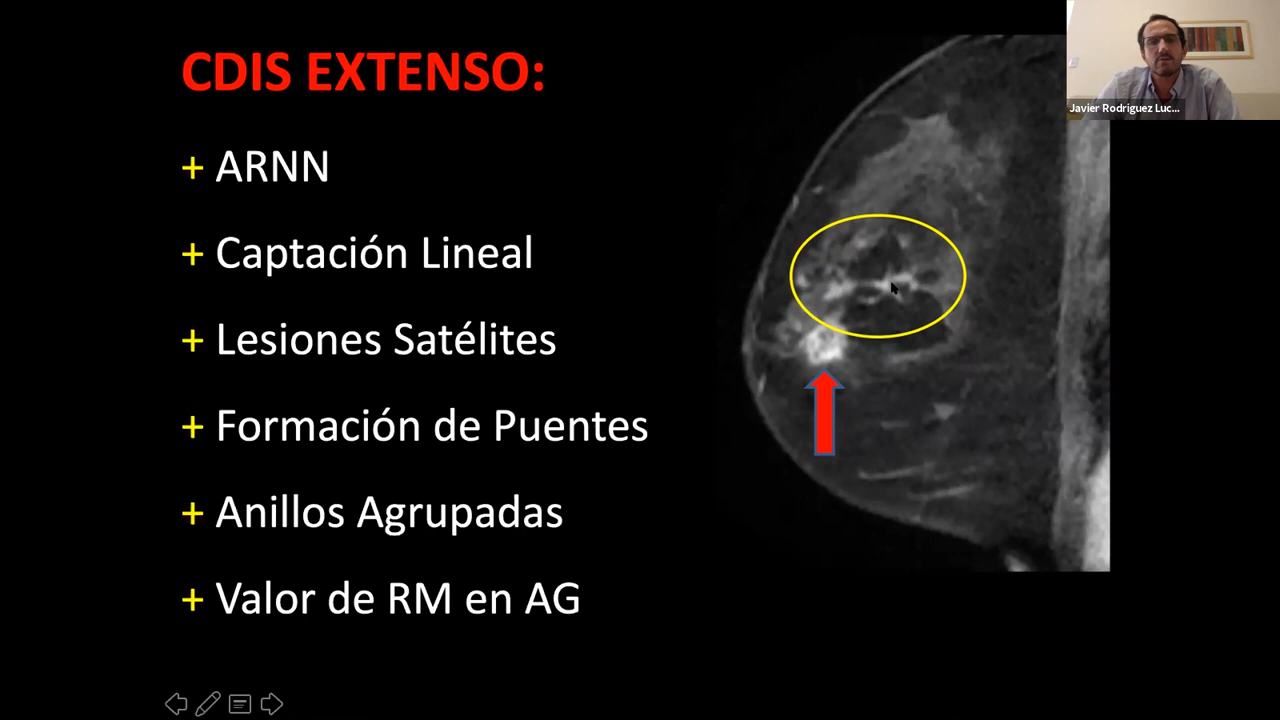 CDIS EXTENSO:
+ ARNN
+ Captación Lineal
+ Lesiones Satélites
+ Formación de Puentes
+ Anillos Agrupadas
+ Valor de RM en AG
Javier Rodriguez Luc...